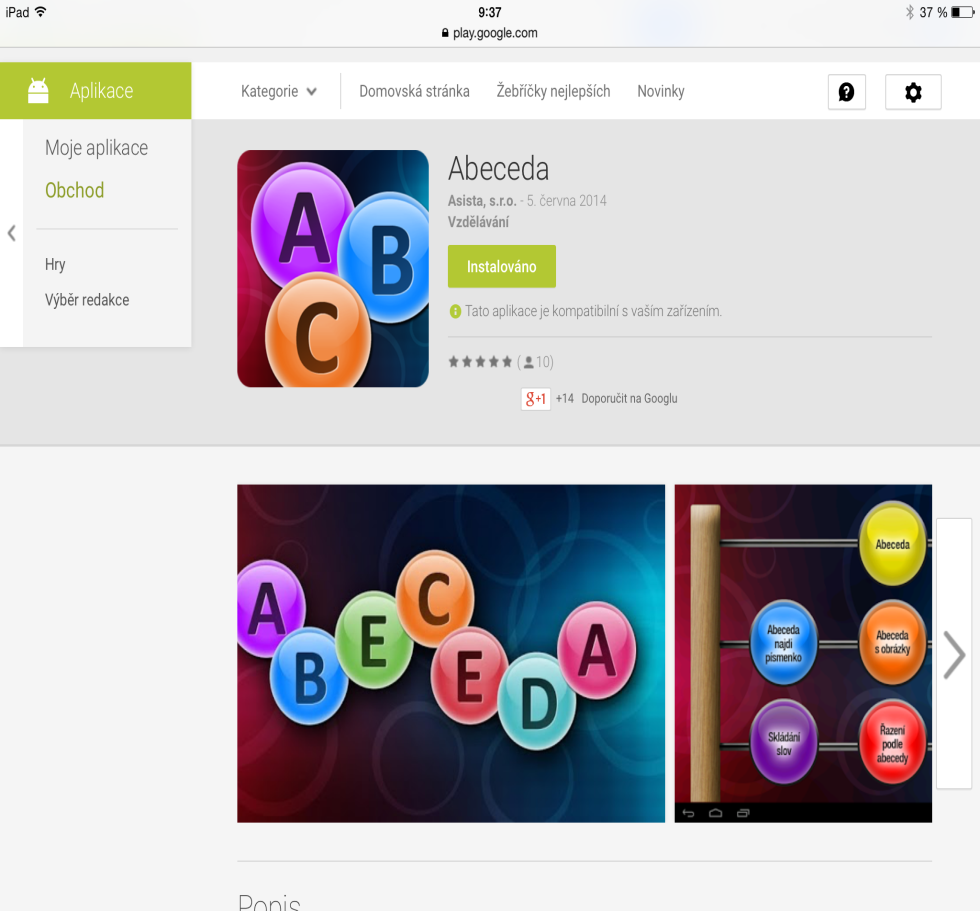 iPad 9:37 37 %
play.google.com
Aplikace Kategorie Domovská stránka Žebříčky nejlepších Novinky
Moje aplikace
Obchod
Hry
Výběr redakce
A
B
C
Abeceda
Asista, s.r.o. - 5. června 2014
Vzdělávání
Instalováno
Tato aplikace je kompatibilní s vaším zařízením.
(10)
g+1 +14 Doporučit na Googlu
A B E C E D A
Abeceda
Abeceda
najdi
písmenko
Abeceda
s obrázky
Skládání
slov
Řazení
podle
abecedy
Popis